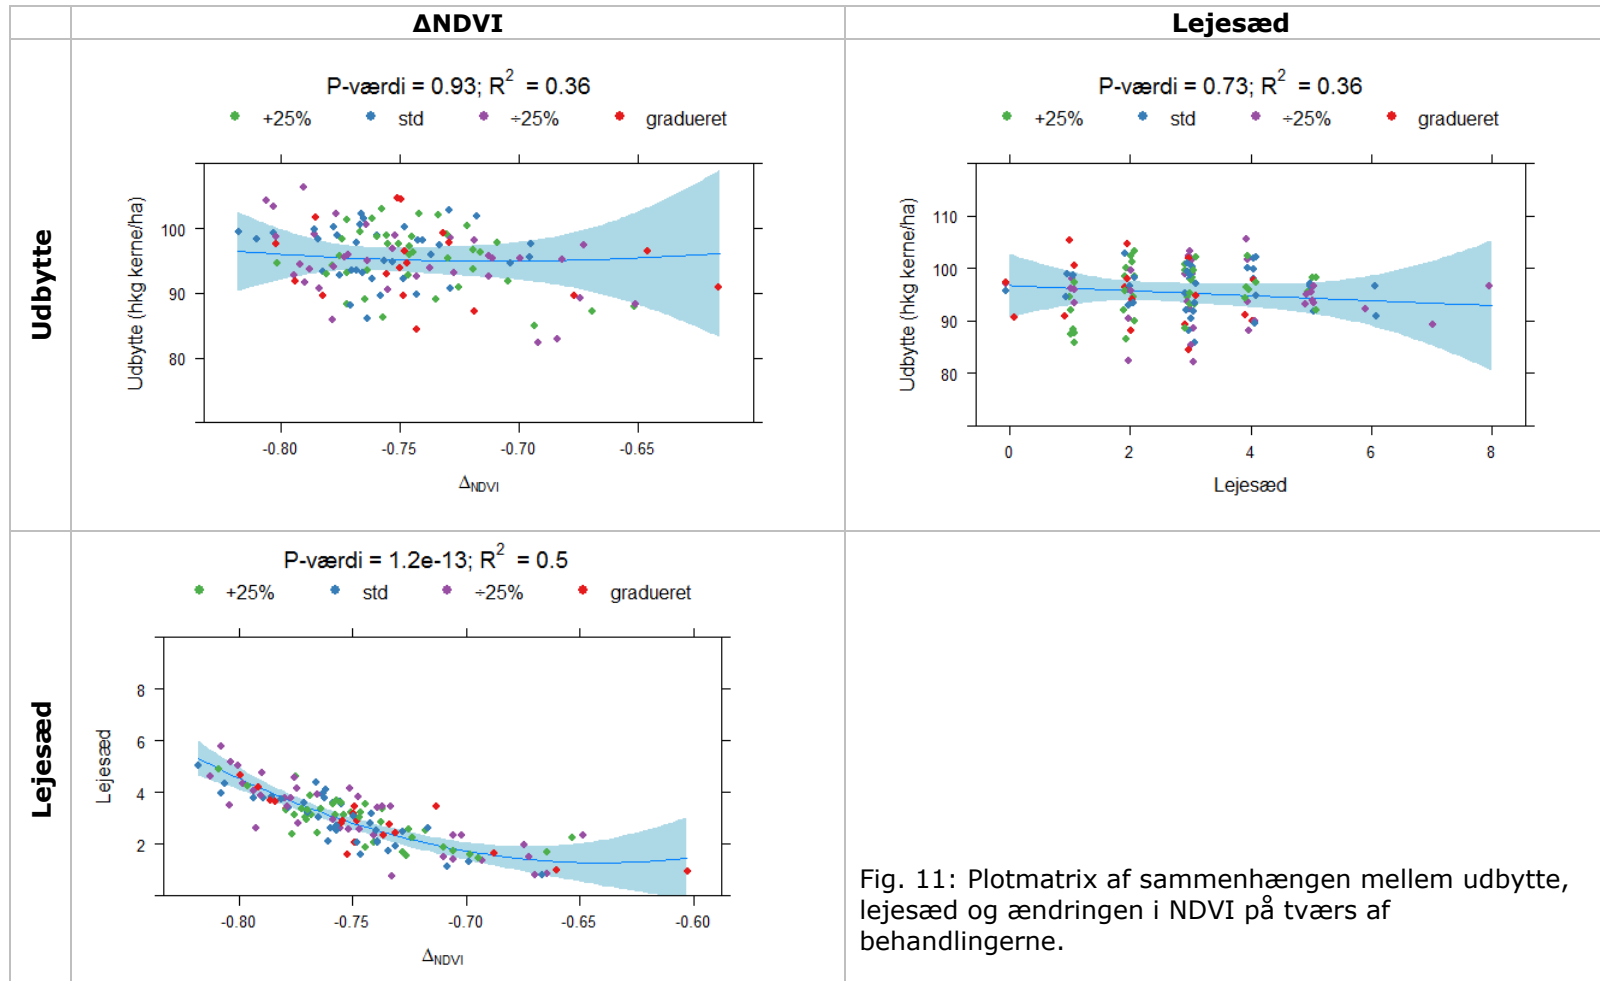 ΔNDVI
Lejesæd
Udbytte
P-værdi = 0.93; R² = 0.36
+25% std ÷25% gradueret
Udbytte (hkg kerne/ha)
100
90
80
-0.80 -0.75 -0.70 -0.65
ΔNDVI
P-værdi = 0.73; R² = 0.36
+25% std ÷25% gradueret
Udbytte (hkg kerne/ha)
110
100
90
80
0 2 4 6 8
Lejesæd
Lejesæd
P-værdi = 1.2e-13; R² = 0.5
+25% std ÷25% gradueret
Lejesæd
8
6
4
2
-0.80 -0.75 -0.70 -0.65 -0.60
ΔNDVI
Fig. 11: Plotmatrix af sammenhængen mellem udbytte,
lejesæd og ændringen i NDVI på tværs af
behandlingerne.